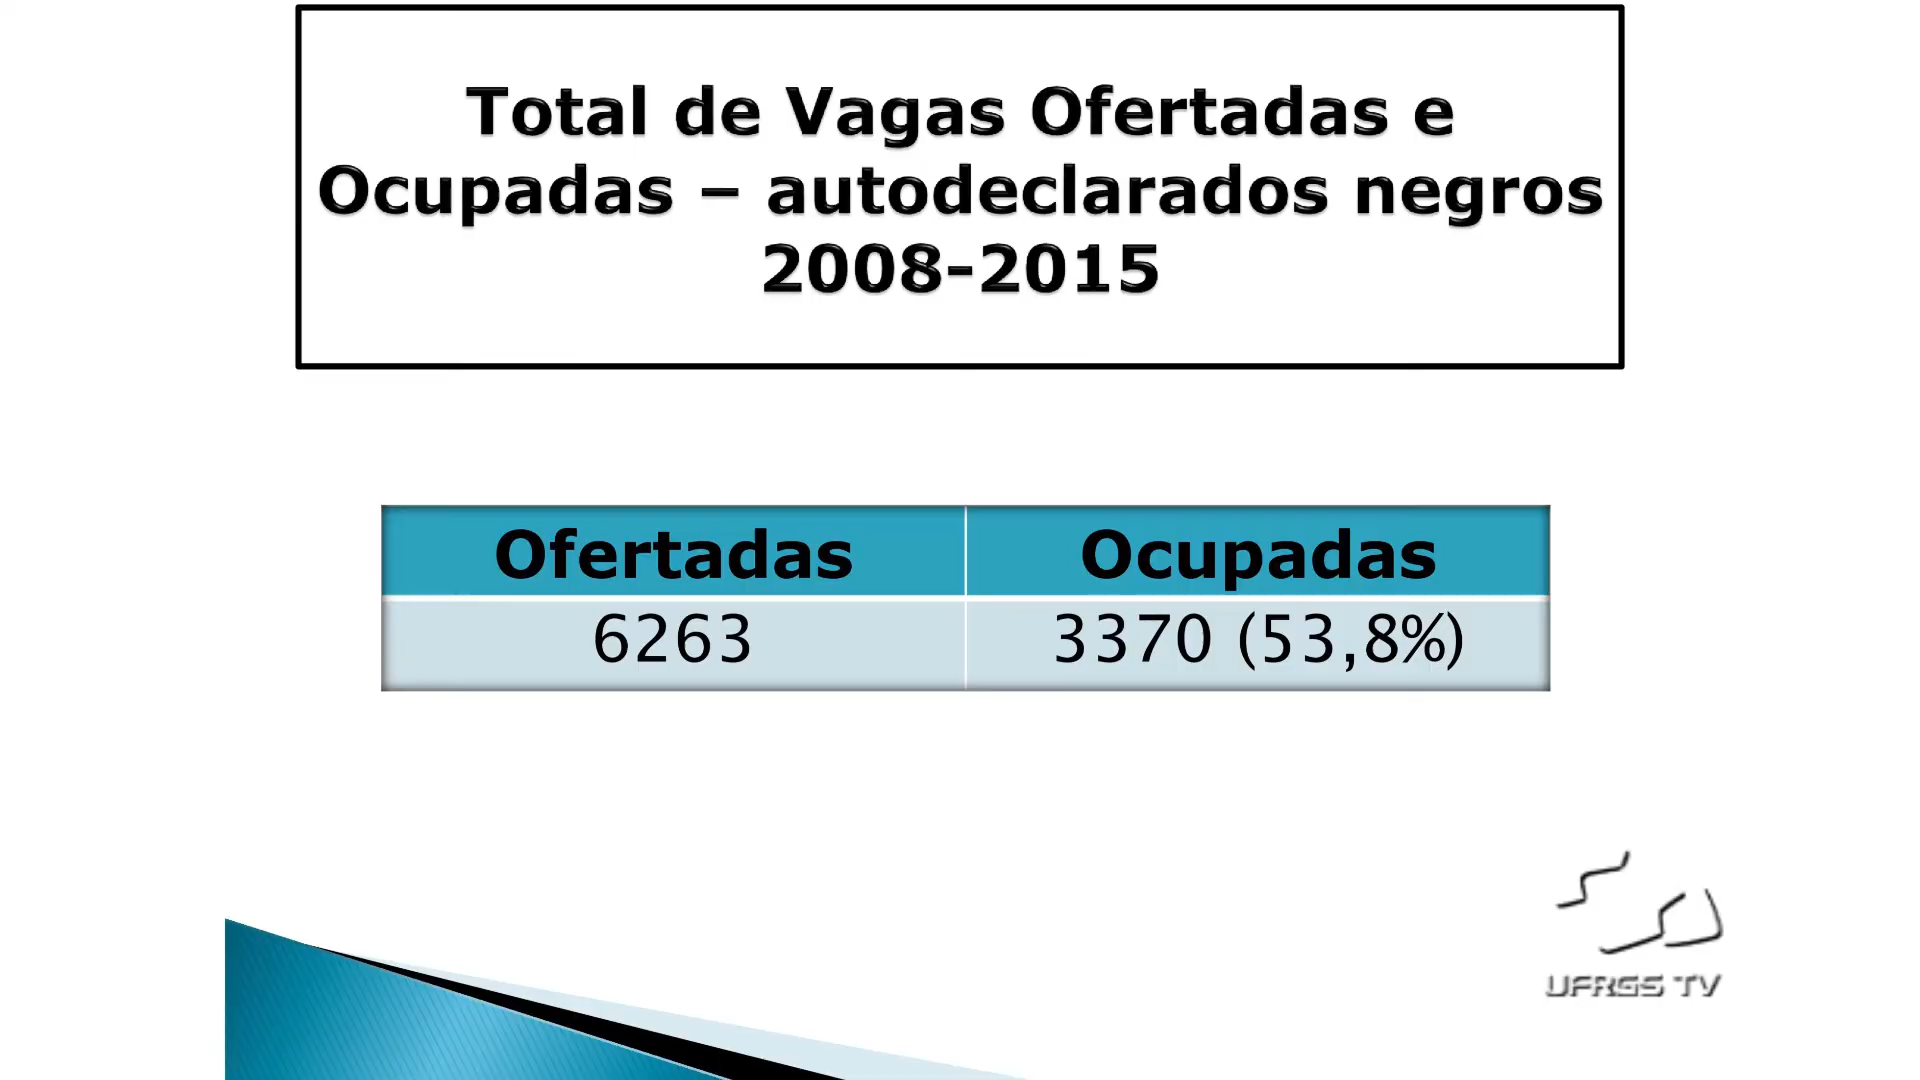 Total de Vagas Ofertadas e
Ocupadas – autodeclarados negros
2008-2015
Ofertadas Ocupadas
6263 3370 (53,8%)
UFRGS TV